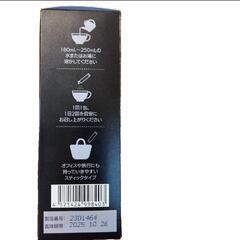 180mL～250mLの
水またはお湯に
溶かしてください
1回1包、
1日2回を目安に
お召し上がりください
オフィスや旅行にも
持っていきやすい
スティックタイプ
4571424998403
製造番号: 23D1464
賞味期限: 2025 10 26